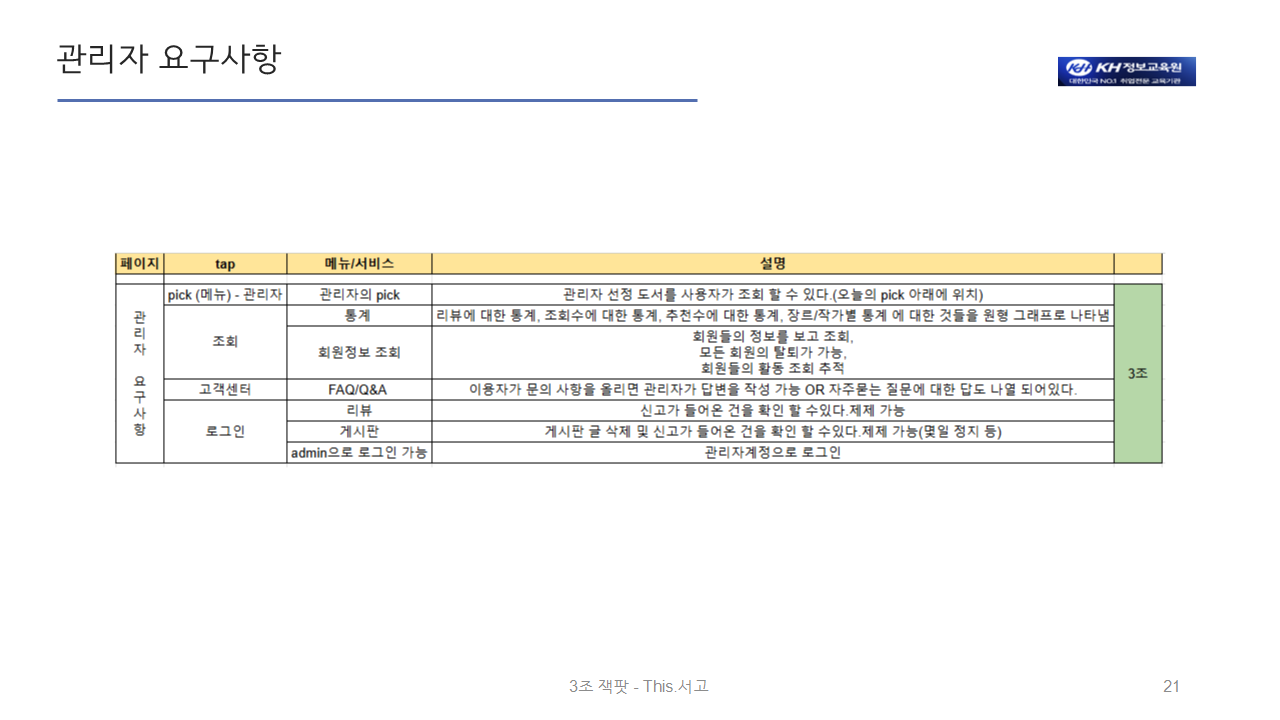 관리자 요구사항
KH 정보교육원
대한민국 NO.1 취업전문 교육기관
페이지 tap 메뉴/서비스 설명
관리자 요구사항
pick (메뉴) - 관리자 관리자의 pick 관리자 선정 도서를 사용자가 조회 할 수 있다.(오늘의 pick 아래에 위치)
조회 통계 리뷰에 대한 통계, 조회수에 대한 통계, 추천수에 대한 통계, 장르/작가별 통계 에 대한 것들을 원형 그래프로 나타냄
회원정보 조회 회원들의 정보를 보고 조회,
모든 회원의 탈퇴가 가능,
회원들의 활동 조회 추적
3조
고객센터 FAQ/Q&A 이용자가 문의 사항을 올리면 관리자가 답변을 작성 가능 OR 자주묻는 질문에 대한 답도 나열 되어있다.
로그인 리뷰 신고가 들어온 건을 확인 할 수있다.제제 가능
게시판 게시판 글 삭제 및 신고가 들어온 건을 확인 할 수있다.제제 가능(몇일 정지 등)
admin으로 로그인 가능 관리자계정으로 로그인
3조 잭팟 - This.서고
21